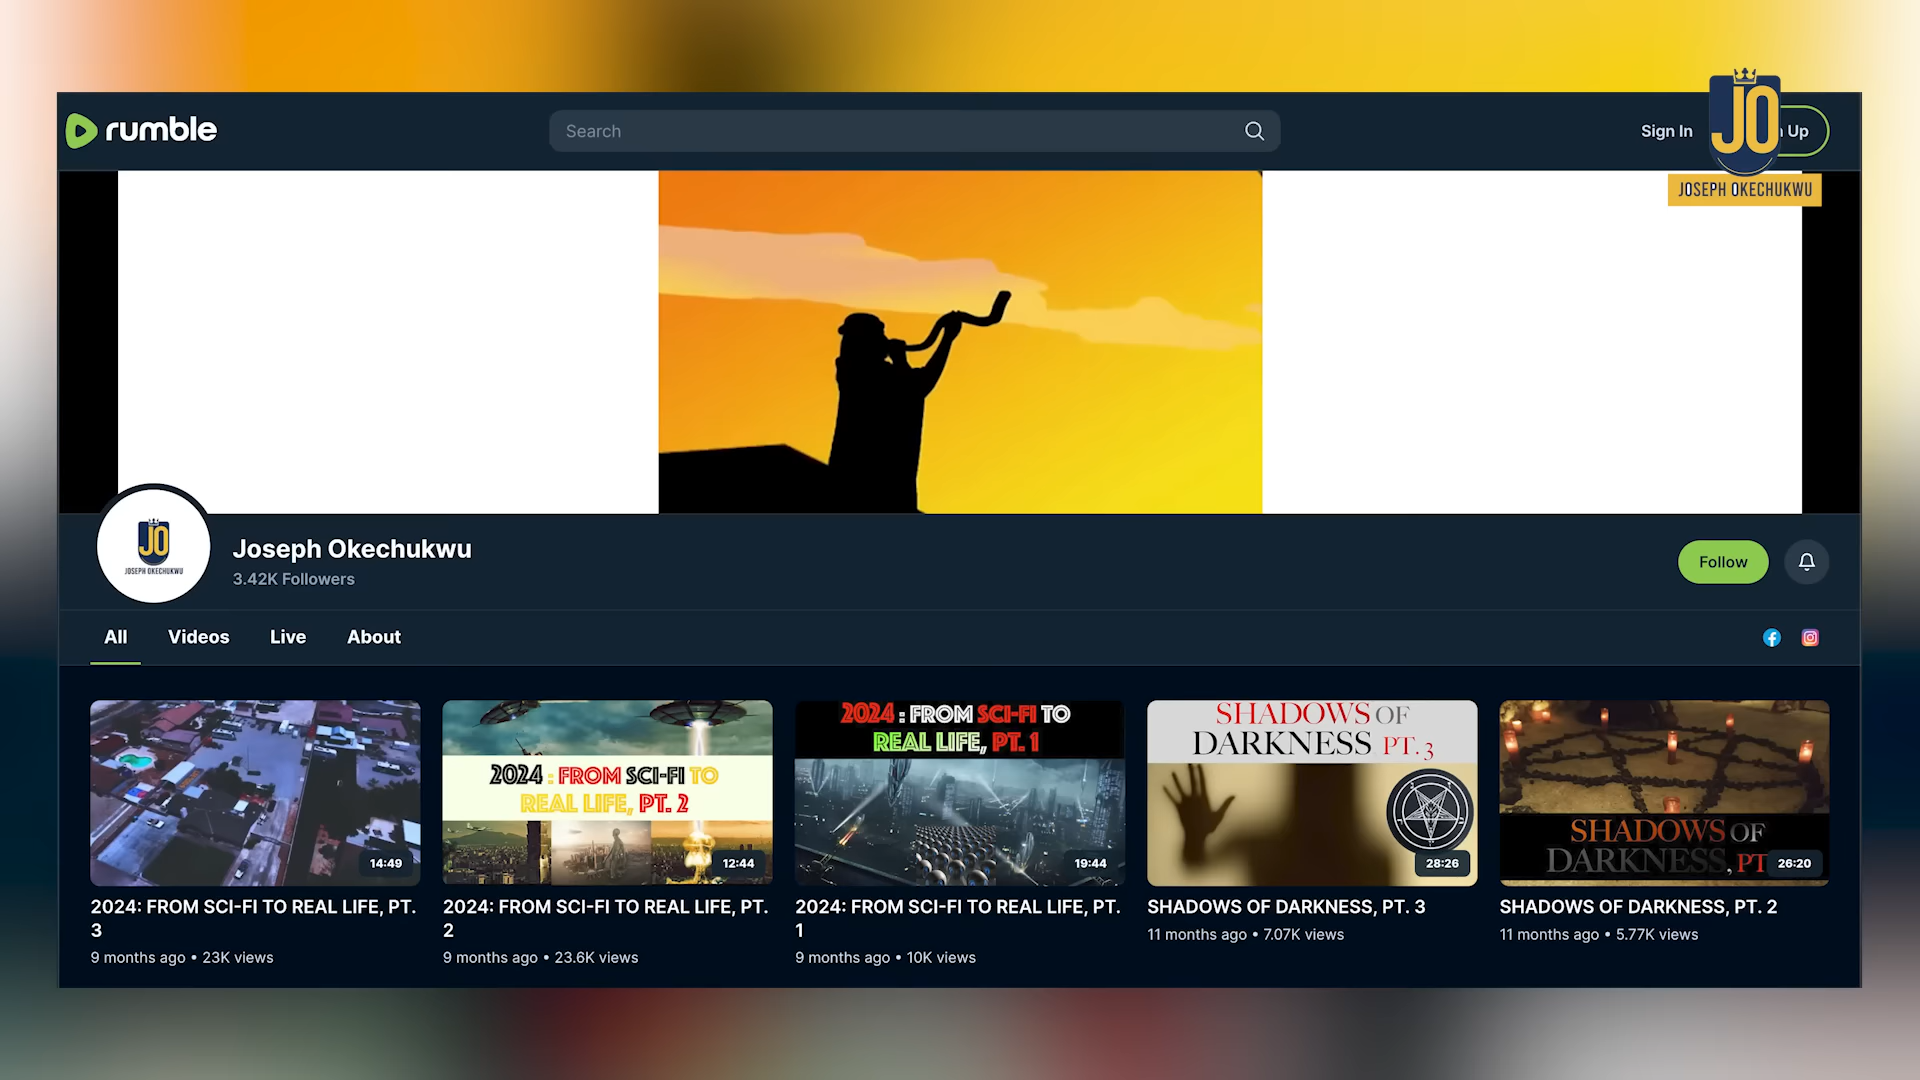 rumble
Search
Sign In
Up
JO
JOSEPH OKECHUKWU
JO
JOSEPH OKECHUKWU
Joseph Okechukwu
3.42K Followers
Follow
All
Videos
Live
About
14:49
2024: FROM SCI-FI TO REAL LIFE, PT.
3
9 months ago • 23K views
2024 : FROM SCI-FI TO
REAL LIFE, PT. 2
12:44
2024: FROM SCI-FI TO REAL LIFE, PT.
2
9 months ago • 23.6K views
2024 : FROM SCI-FI TO
REAL LIFE, PT. 1
19:44
2024: FROM SCI-FI TO REAL LIFE, PT.
1
9 months ago • 10K views
SHADOWS OF
DARKNESS PT. 3
28:26
SHADOWS OF DARKNESS, PT. 3
11 months ago • 7.07K views
SHADOWS OF
DARKNESS, PT
26:20
SHADOWS OF DARKNESS, PT. 2
11 months ago • 5.77K views